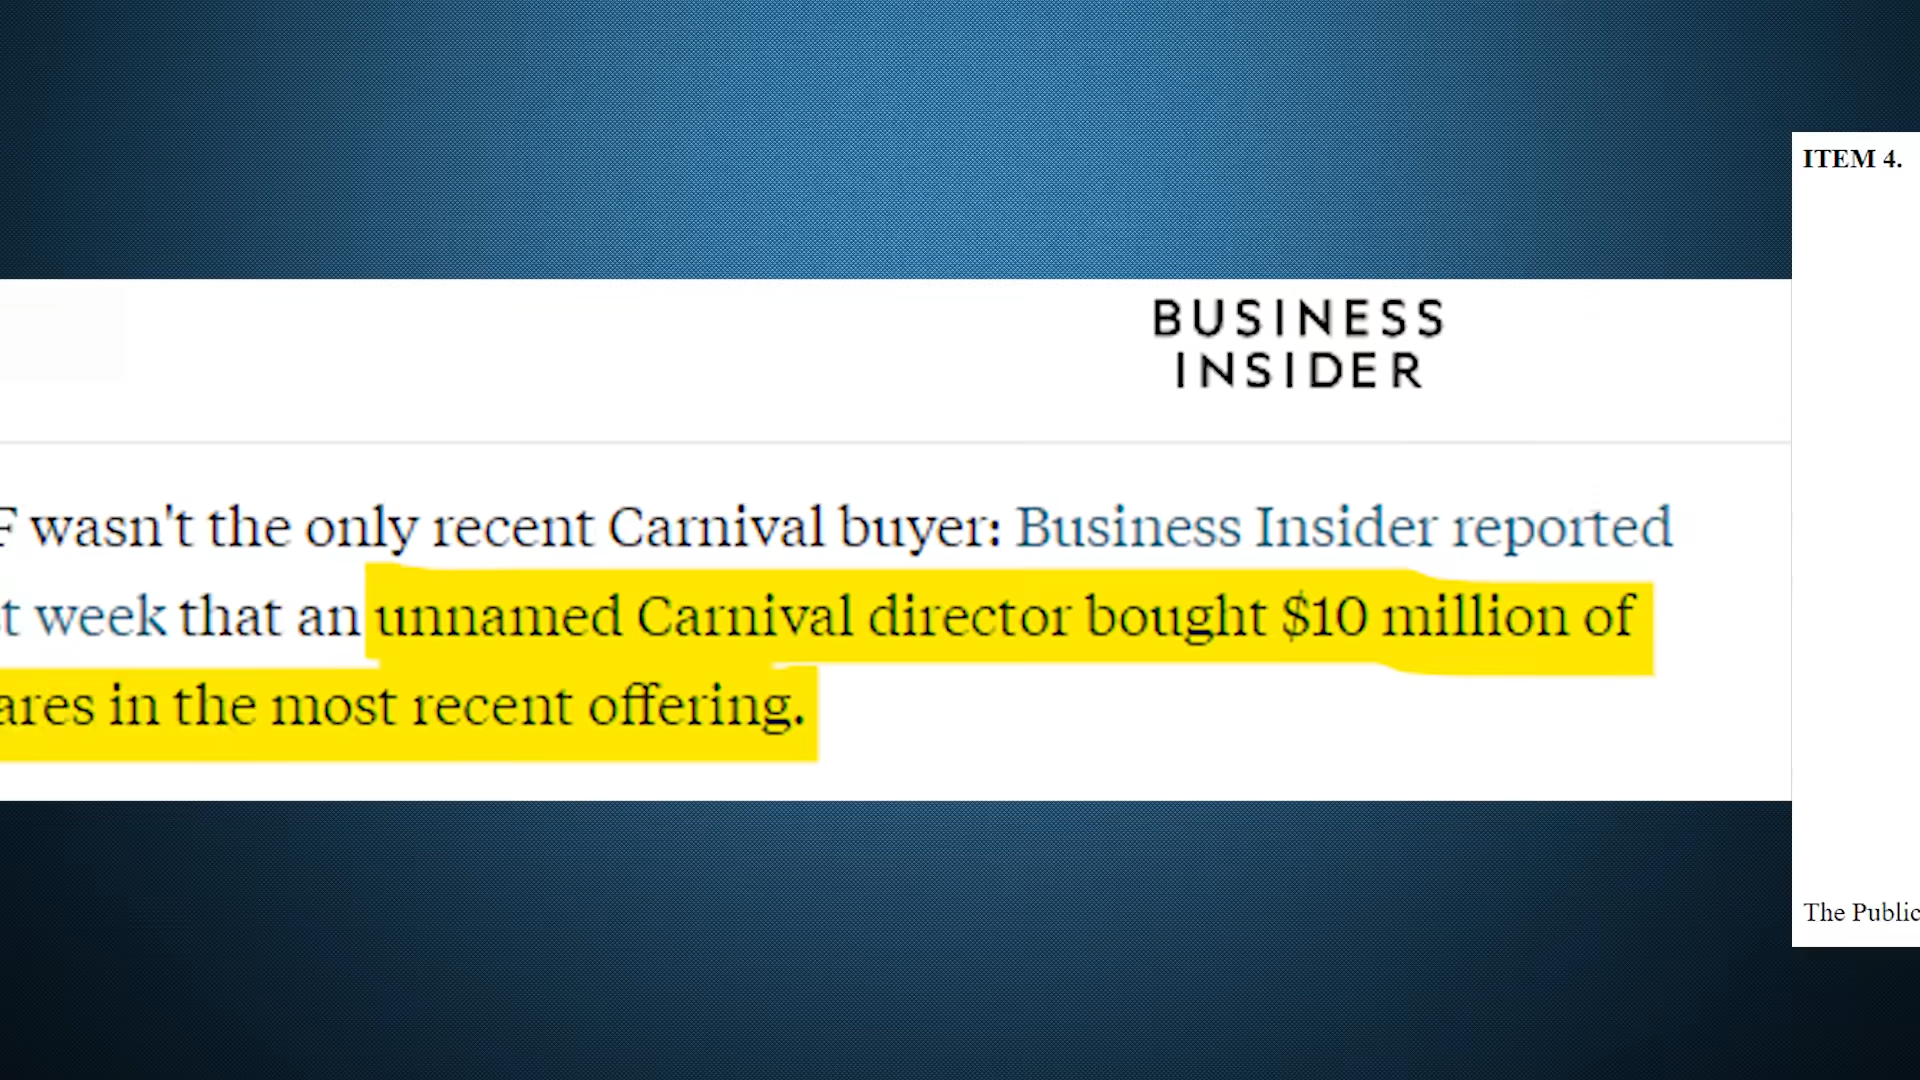 BUSINESS
INSIDER
F wasn't the only recent Carnival buyer: Business Insider reported
t week that an unnamed Carnival director bought $10 million of
ares in the most recent offering.
ITEM 4.
The Public